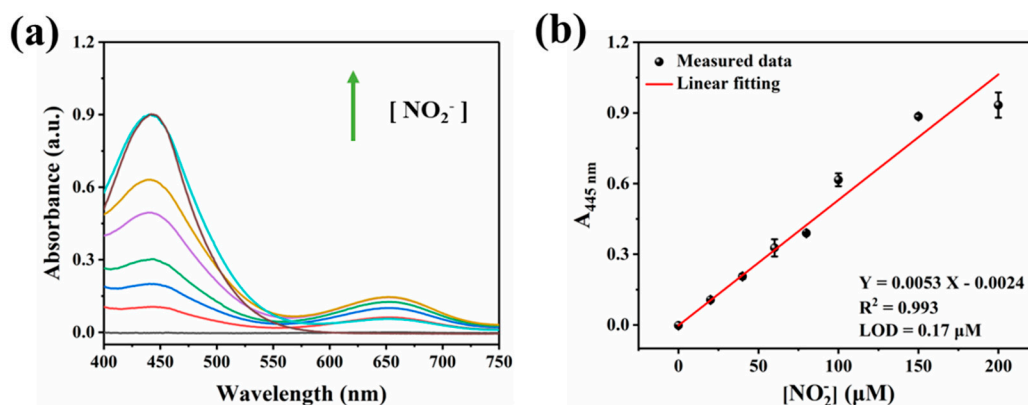 (a)
1.2
0.9
0.6
0.3
0.0
Absorbance (a.u.)
[ NO₂⁻ ]
400 450 500 550 600 650 700 750
Wavelength (nm)
(b)
1.2
0.9
0.6
0.3
0.0
A₄₄₅ ₙₘ
Measured data
Linear fitting
Y = 0.0053 X - 0.0024
R² = 0.993
LOD = 0.17 μM
0 50 100 150 200
[NO₂⁻] (μM)